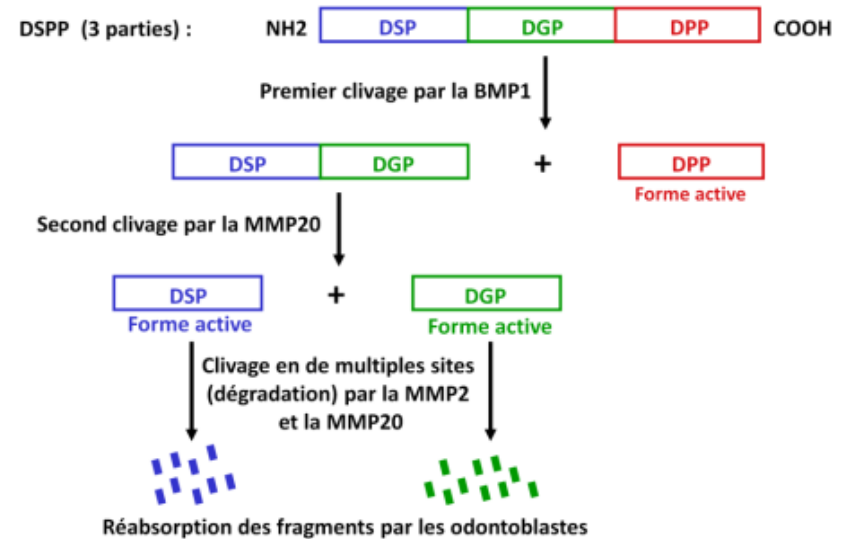 DSPP (3 parties) : NH2 DSP DGP DPP COOH
Premier clivage par la BMP1
DSP DGP + DPP
Forme active
Second clivage par la MMP20
DSP + DGP
Forme active Forme active
Clivage en de multiples sites
(dégradation) par la MMP2
et la MMP20
Réabsorption des fragments par les odontoblastes